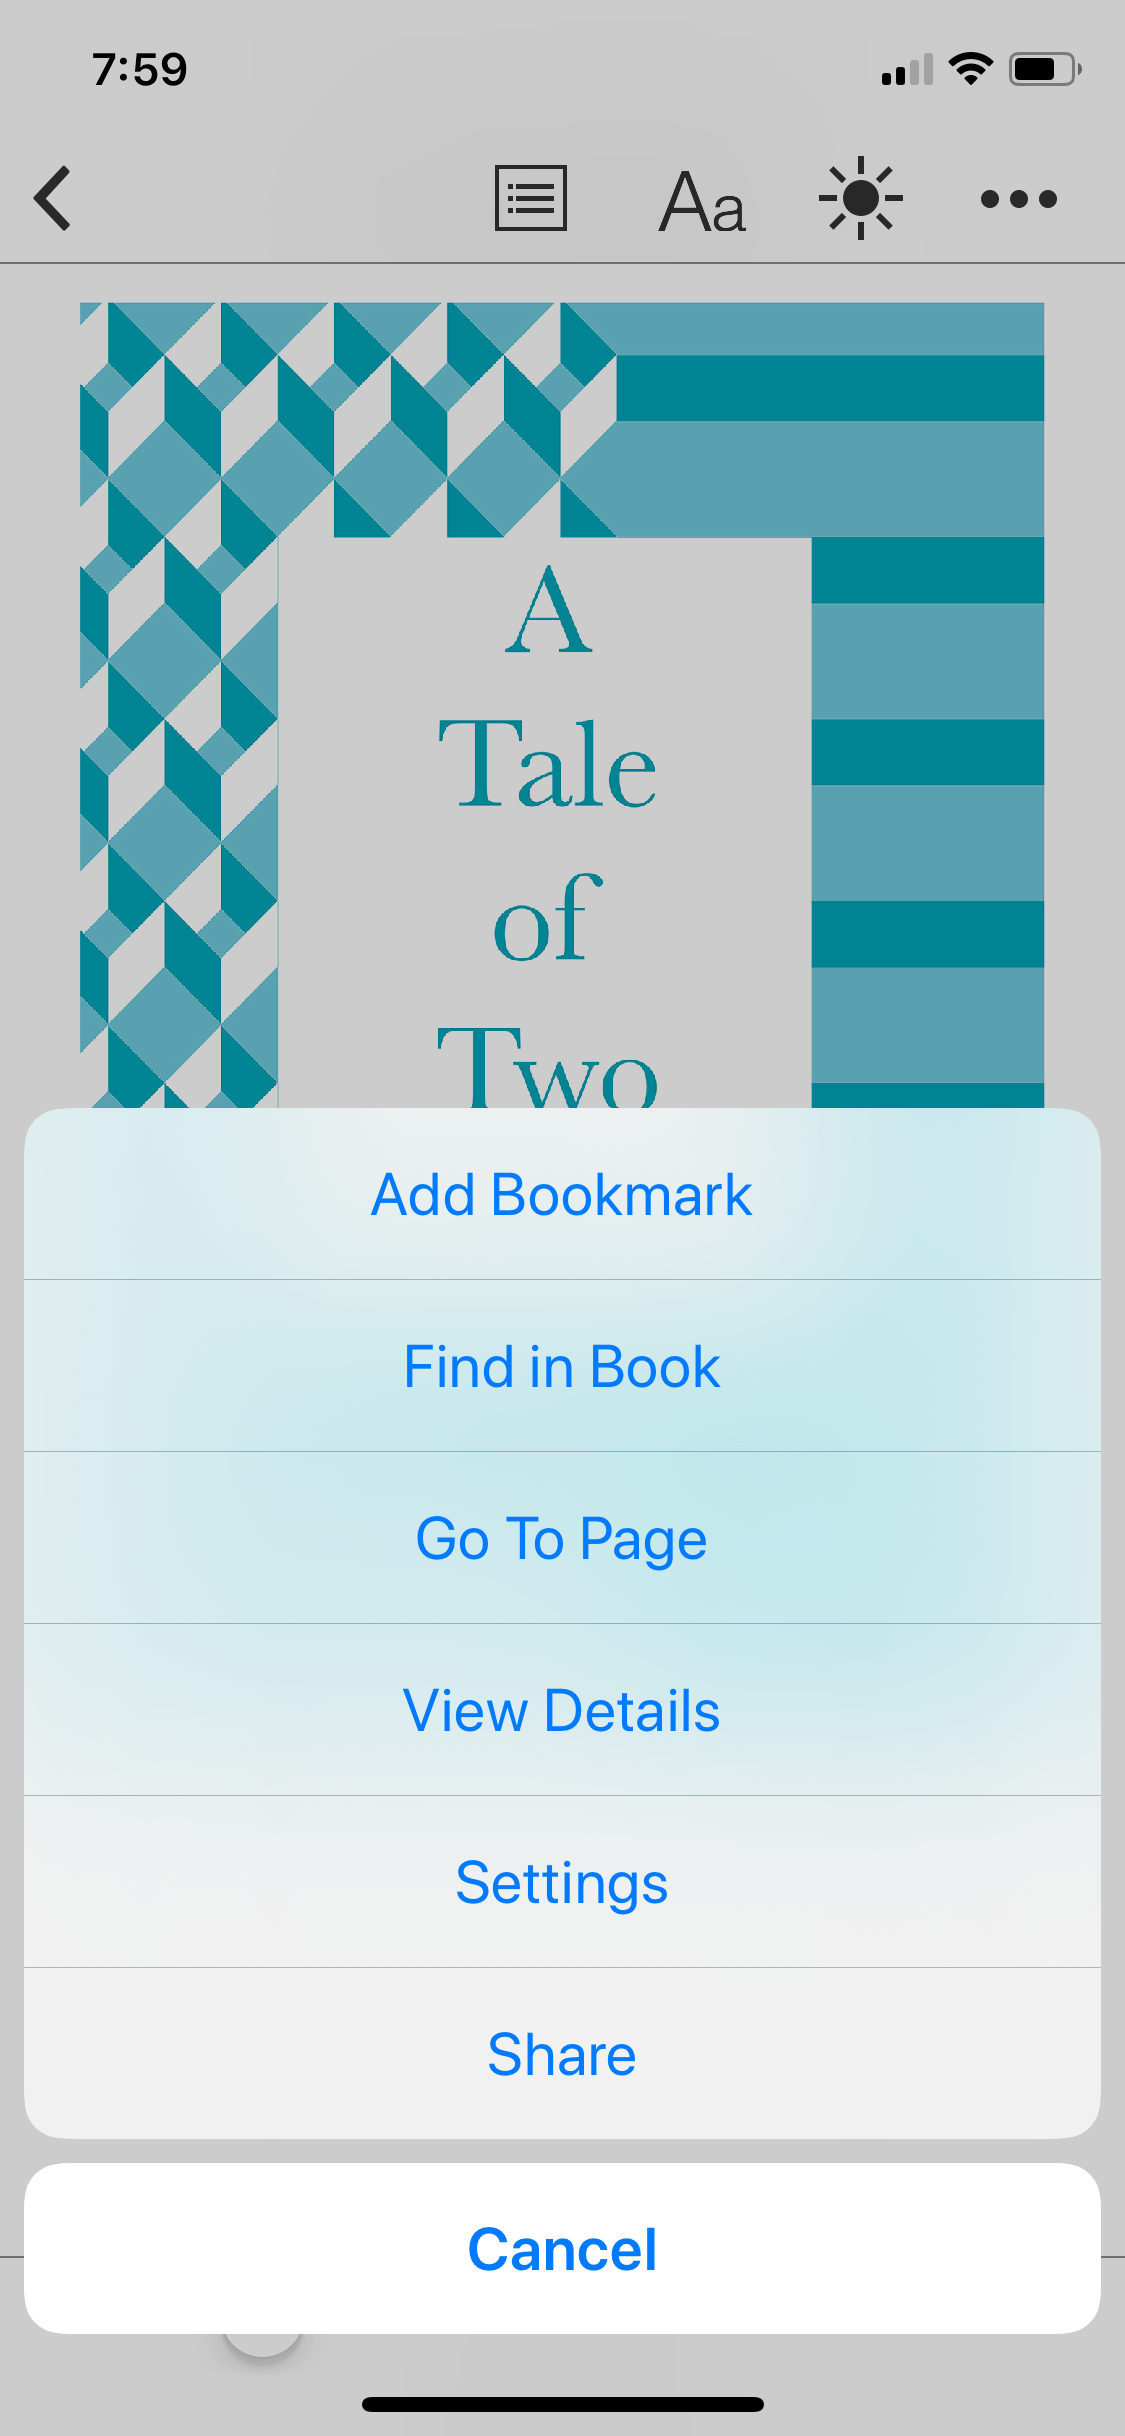 7:59
Aa
A
Tale
of
Two
Add Bookmark
Find in Book
Go To Page
View Details
Settings
Share
Cancel